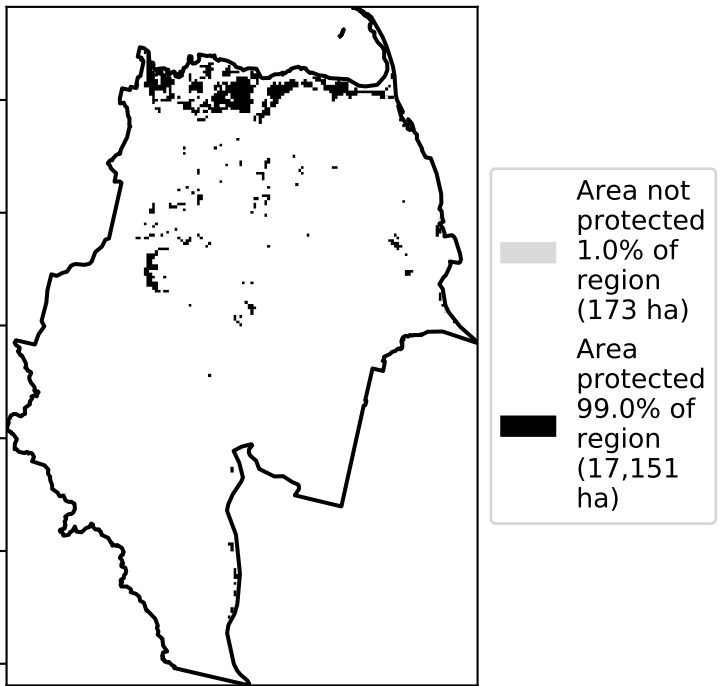 Area not
protected
1.0% of
region
(173 ha)
Area
protected
99.0% of
region
(17,151
ha)